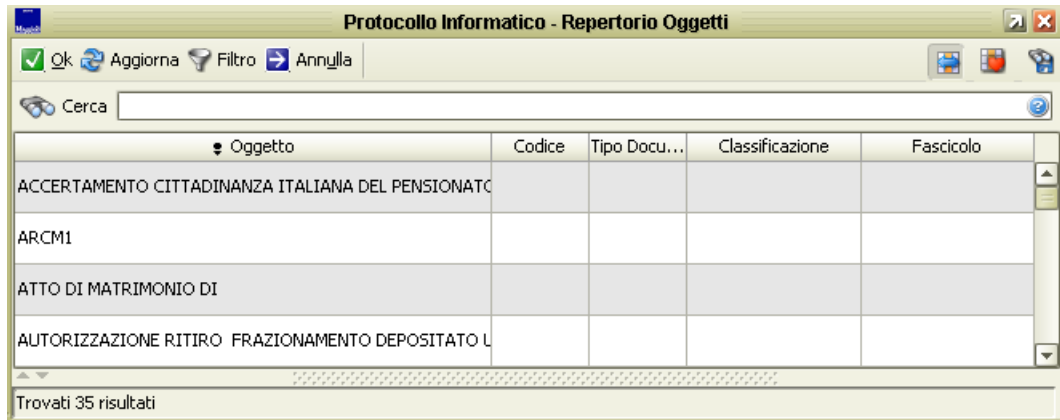 Protocollo Informatico - Repertorio Oggetti
Ok Aggiorna Filtro Annulla
Cerca
Oggetto Codice Tipo Docu... Classificazione Fascicolo
ACCERTAMENTO CITTADINANZA ITALIANA DEL PENSIONATO
ARCM1
ATTO DI MATRIMONIO DI
AUTORIZZAZIONE RITIRO FRAZIONAMENTO DEPOSITATO U
Trovati 35 risultati